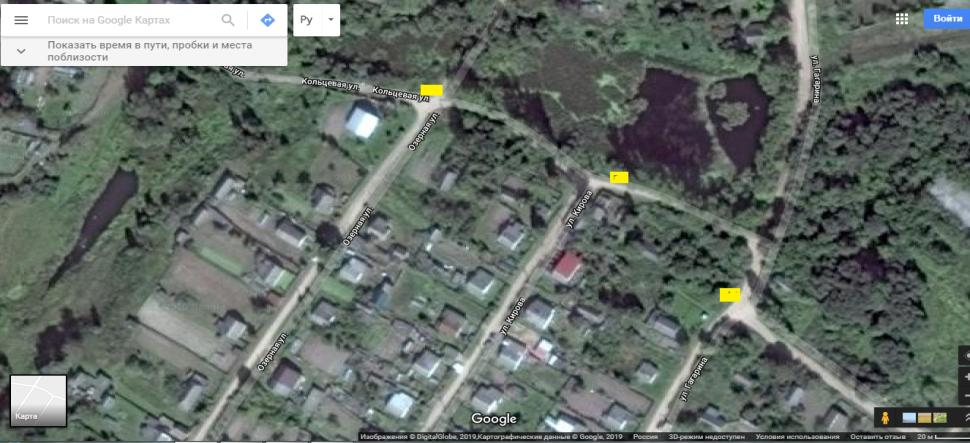 Поиск на Google Картах
Ру
Войти
Показать время в пути, пробки и места
поблизости
Кольцевая ул.
Кольцевая ул.
ул. Гагарина
Озерная ул.
ул. Кирова
Озерная ул.
ул. Кирова
Озерная ул.
ул. Гагарина
Карта
Google
Изображения © DigitalGlobe, 2019,Картографические данные © Google, 2019 Россия 3D-режим недоступен Условия использования Оставить отзыв 20 м